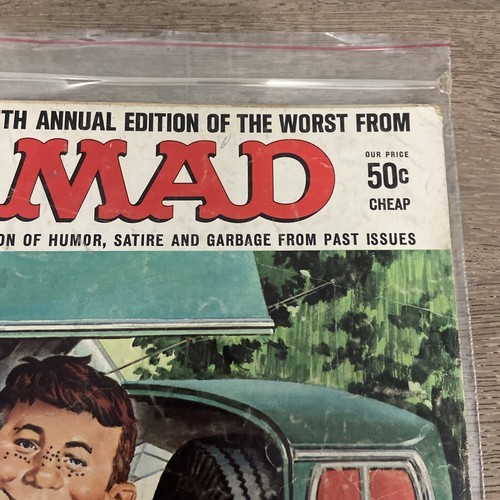 TH ANNUAL EDITION OF THE WORST FROM
MAD
OUR PRICE
50c
CHEAP
ON OF HUMOR, SATIRE AND GARBAGE FROM PAST ISSUES